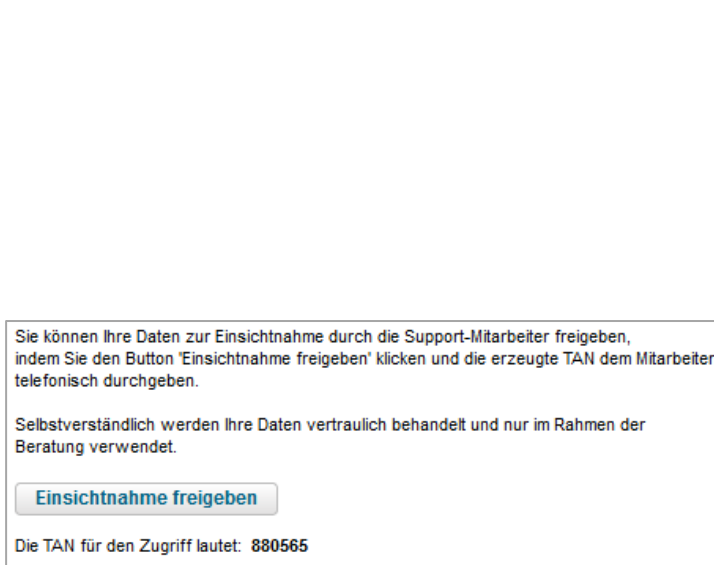 Sie können Ihre Daten zur Einsichtnahme durch die Support-Mitarbeiter freigeben,
indem Sie den Button 'Einsichtnahme freigeben' klicken und die erzeugte TAN dem Mitarbeiter
telefonisch durchgeben.
Selbstverständlich werden Ihre Daten vertraulich behandelt und nur im Rahmen der
Beratung verwendet.
Einsichtnahme freigeben
Die TAN für den Zugriff lautet: 880565